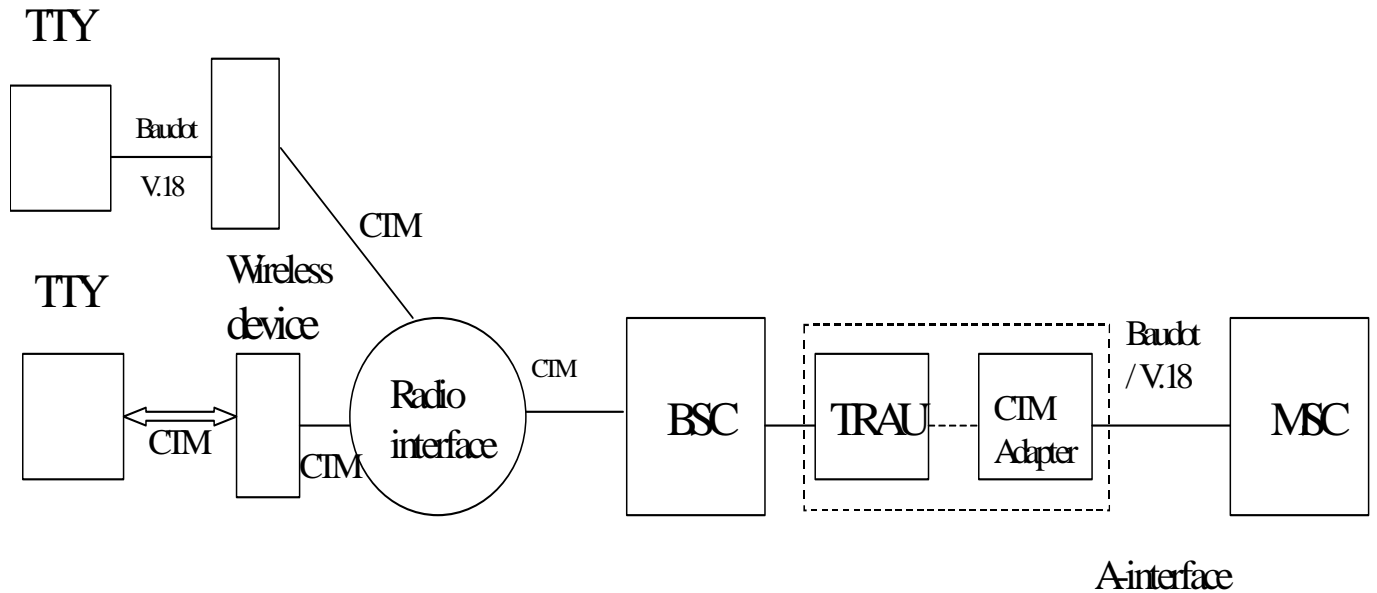 TTY
Baudot
V.18
CTM
Wireless
device
TTY
CTM
CTM
Radio
interface
CTM
BSC
TRAU
CTM
Adapter
Baudot
/ V.18
MSC
A-interface